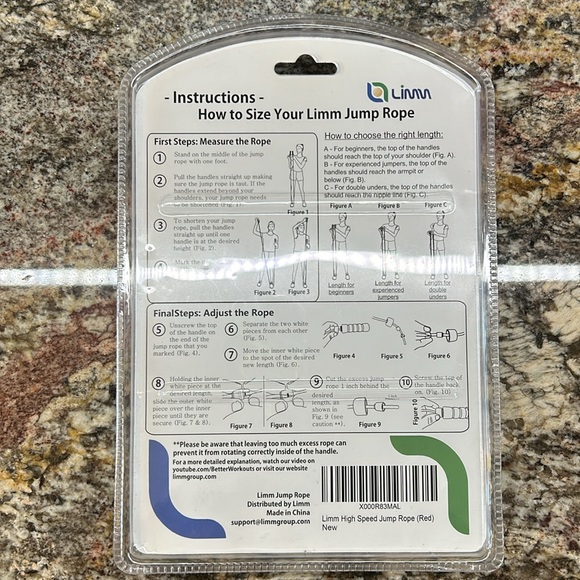 Limm
- Instructions -
How to Size Your Limm Jump Rope
First Steps: Measure the Rope
1 Stand on the middle of the jump
rope with one foot.
2 Pull the handles straight up making
sure the jump rope is taut. If the
handles extend beyond your
shoulders, your jump rope needs
to be shortened (Fig. 1).
Figure 1
3 To shorten your jump
rope, pull the handles
straight up until one
handle is at the desired
height (Fig. 2).
4 Mark the
Figure 2 Figure 3
How to choose the right length:
A - For beginners, the top of the handles
should reach the top of your shoulder (Fig. A).
B - For experienced jumpers, the top of the
handles should reach the armpit or
below (Fig. B).
C - For double unders, the top of the handles
should reach the nipple line (Fig. C).
Figure A Figure B Figure C
Length for
beginners
Length for
experienced
jumpers
Length for
double
unders
FinalSteps: Adjust the Rope
5 Unscrew the top
of the handle
on the end of
the jump rope
rope that you
marked (Fig. 4).
6 Separate the two white
pieces from each other
(Fig. 5).
7 Move the inner white piece
to the spot of the desired
new length (Fig. 6).
Figure 4 Figure 5 Figure 6
8 Holding the inner
white piece at the
desired length,
slide the outer white
piece over the inner
piece until they are
secure (Fig. 7 & 8).
Figure 7 Figure 8
9 Cut the excess jump
rope 1 inch behind the
desired
length, as
shown in
Fig. 9 (see
caution **).
Figure 9
10 Screw the top of
the handle back
on. (Fig. 10)
Figure 10
**Please be aware that leaving too much excess rope can
prevent it from rotating correctly inside of the handle.
For a more detailed explanation, watch our video on
youtube.com/BetterWorkouts or visit our website
limmgroup.com
Limm Jump Rope
Distributed by Limm
Made in China
support@limmgroup.com
X000R83MAL
Limm High Speed Jump Rope (Red)
New